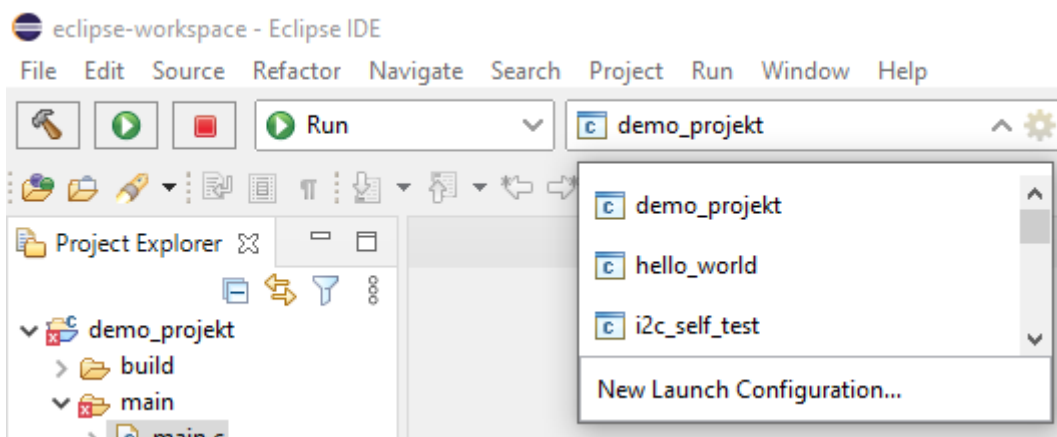 eclipse-workspace - Eclipse IDE
File Edit Source Refactor Navigate Search Project Run Window Help
Run demo_projekt
demo_projekt
hello_world
i2c_self_test
New Launch Configuration...
Project Explorer
demo_projekt
build
main
main.c